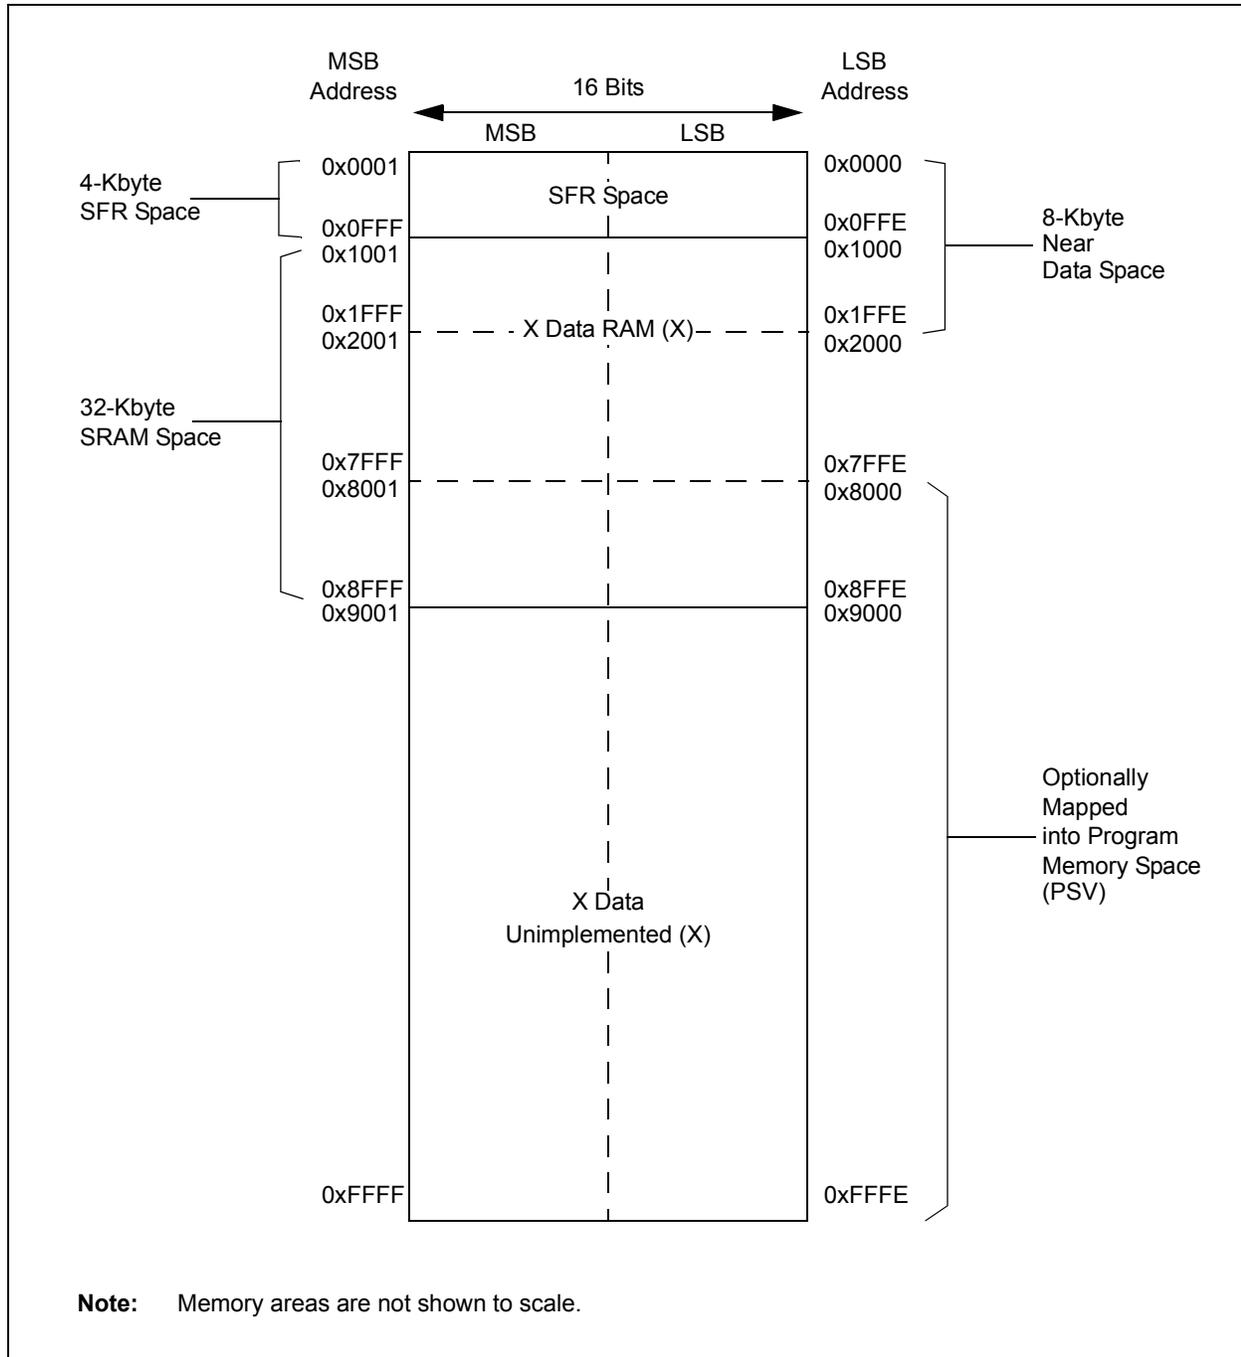 MSB
Address
16 Bits
LSB
Address
MSB
LSB
0x0001
0x0000
4-Kbyte
SFR Space
SFR Space
0x0FFF
0x0FFE
0x1001
0x1000
8-Kbyte
Near
Data Space
0x1FFF
0x1FFE
X Data RAM (X)
0x2001
0x2000
32-Kbyte
SRAM Space
0x7FFF
0x7FFE
0x8001
0x8000
0x8FFF
0x8FFE
0x9001
0x9000
Optionally
Mapped
into Program
Memory Space
(PSV)
X Data
Unimplemented (X)
0xFFFF
0xFFFE
Note: Memory areas are not shown to scale.